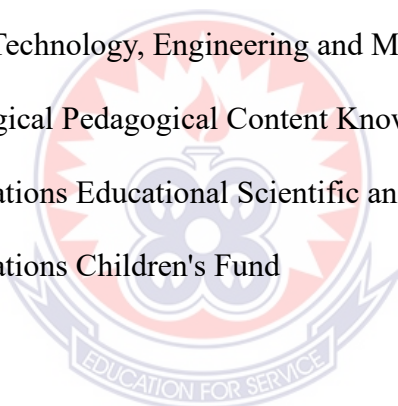 Technology, Engineering and M
gical Pedagogical Content Know
ations Educational Scientific an
ations Children's Fund
EDUCATION FOR SERVICE